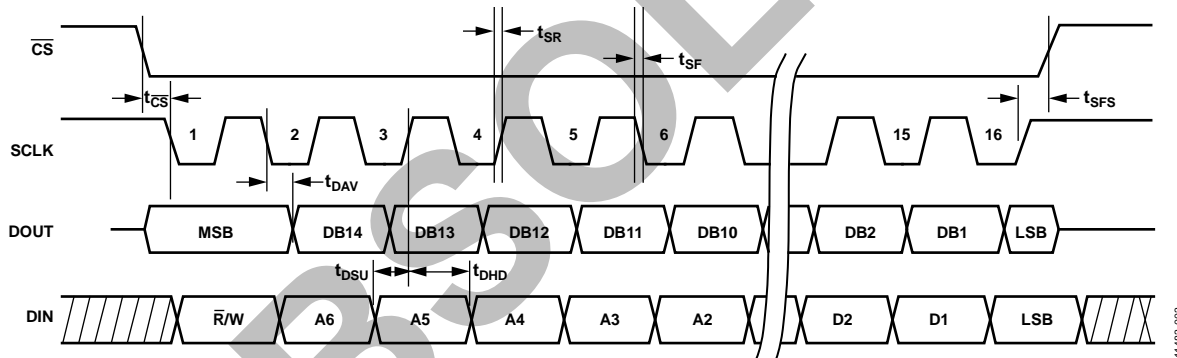 CS
tSR
tSF
tCS
tSFS
1 2 3 4 5 6 15 16
SCLK
tDAV
DOUT MSB DB14 DB13 DB12 DB11 DB10 DB2 DB1 LSB
tDSU tDHD
DIN R/W A6 A5 A4 A3 A2 D2 D1 LSB